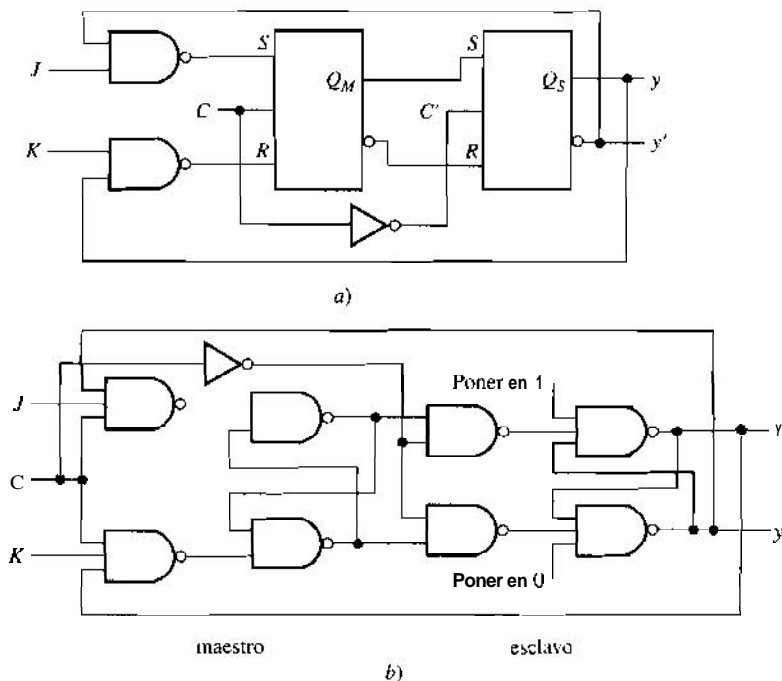 S
S
J
Q_M
Q_S
y
C
C'
y'
K
R
R
a)
Poner en 1
J
Y
C
y
K
Poner en 0
maestro
esclavo
b)